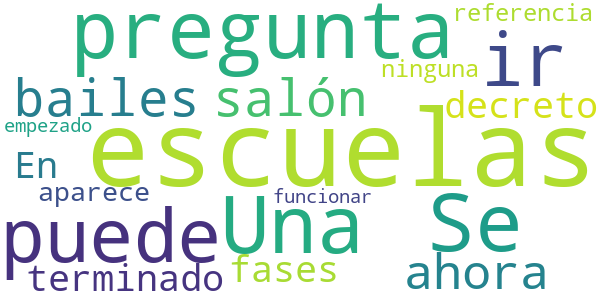 pregunta referencia
ir
ninguna
bailes salón decreto
empezado escuelas
En
aparece funcionar
puede Una Se
terminado fases ahora